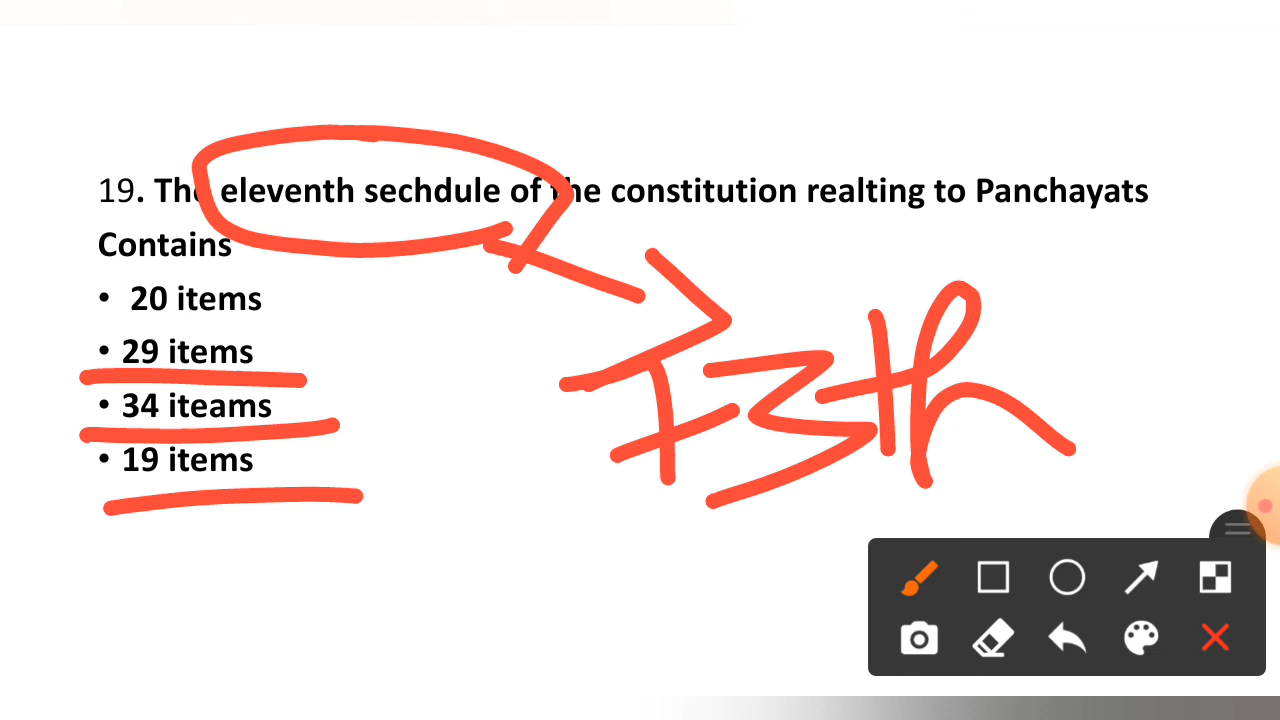 19. The eleventh sechdule of the constitution realting to Panchayats
Contains
• 20 items
• 29 items
73th
• 34 iteams
• 19 items